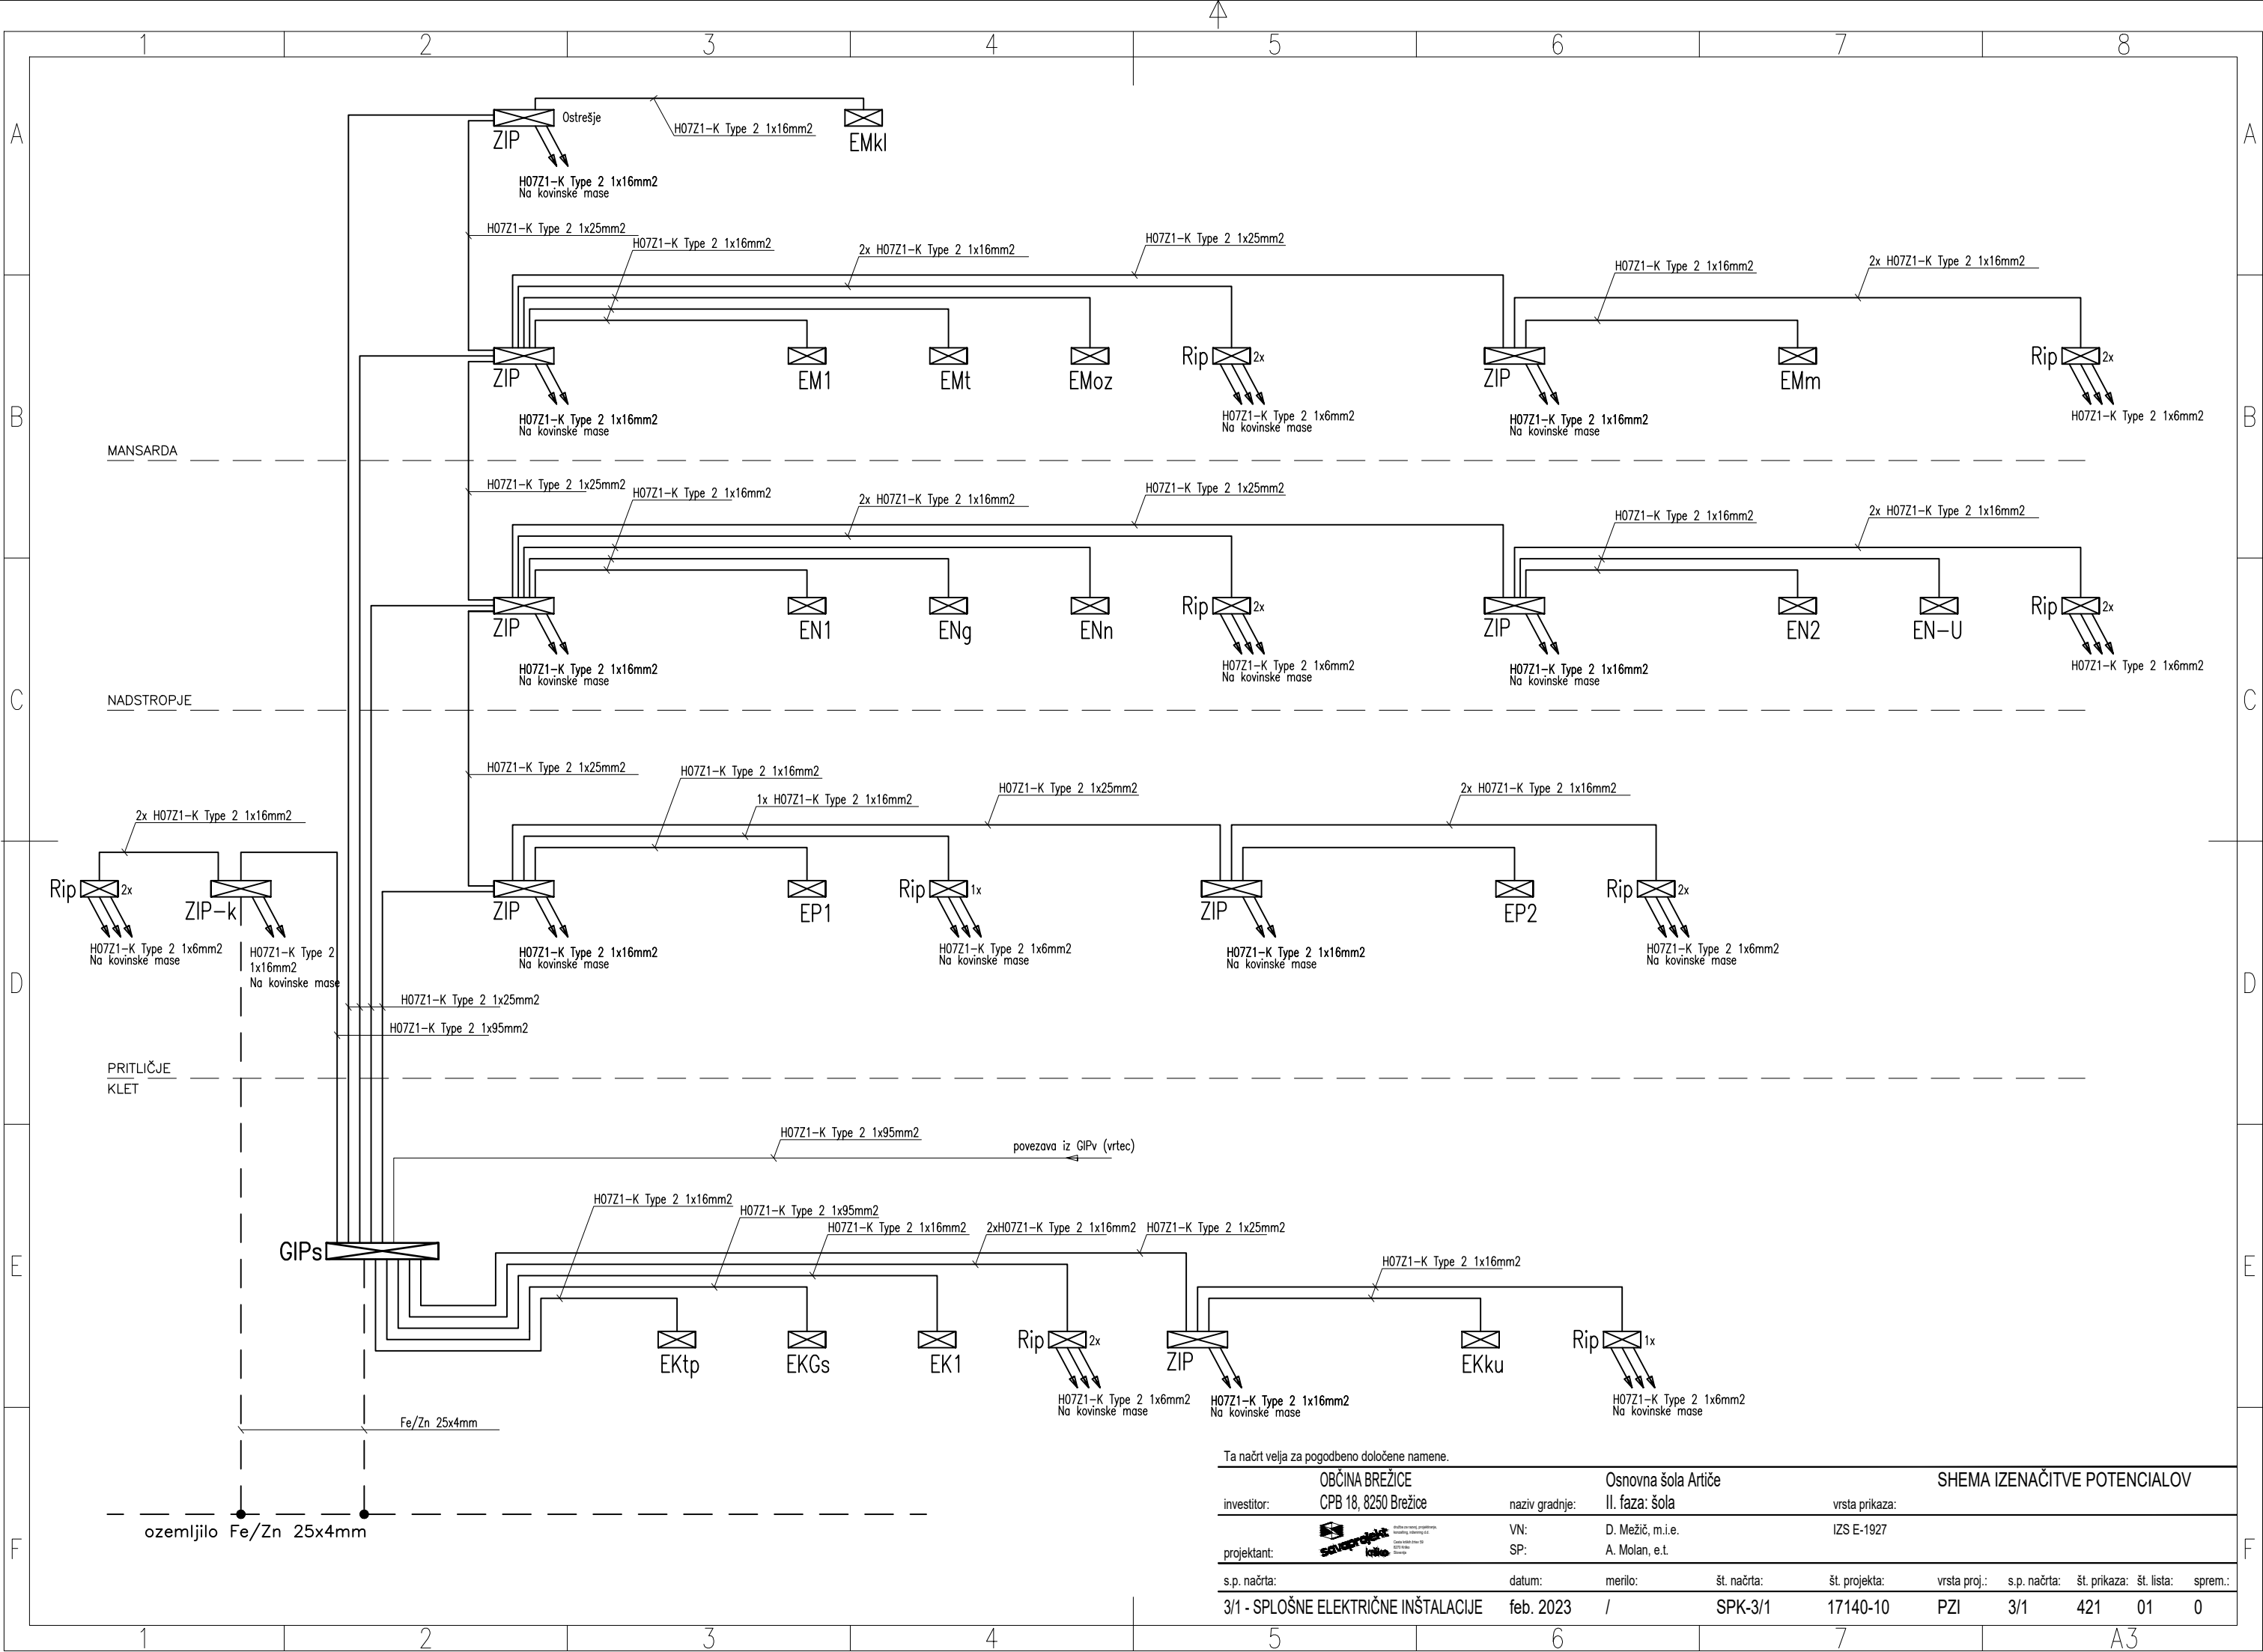 1 2 3 4 5 6 7 8
A
A
Ostrešje
ZIP
H07Z1-K Type 2 1x16mm2
EMkl
H07Z1-K Type 2 1x16mm2
Na kovinske mase
H07Z1-K Type 2 1x25mm2
H07Z1-K Type 2 1x16mm2
2x H07Z1-K Type 2 1x16mm2
H07Z1-K Type 2 1x25mm2
H07Z1-K Type 2 1x16mm2
2x H07Z1-K Type 2 1x16mm2
ZIP
EM1
EMt
EMoz
Rip 2x
ZIP
EMm
Rip 2x
B
B
H07Z1-K Type 2 1x16mm2
Na kovinske mase
H07Z1-K Type 2 1x6mm2
Na kovinske mase
H07Z1-K Type 2 1x16mm2
Na kovinske mase
H07Z1-K Type 2 1x6mm2
MANSARDA
H07Z1-K Type 2 1x25mm2
H07Z1-K Type 2 1x16mm2
2x H07Z1-K Type 2 1x16mm2
H07Z1-K Type 2 1x25mm2
H07Z1-K Type 2 1x16mm2
2x H07Z1-K Type 2 1x16mm2
ZIP
EN1
ENg
ENn
Rip 2x
ZIP
EN2
EN-U
Rip 2x
H07Z1-K Type 2 1x16mm2
Na kovinske mase
H07Z1-K Type 2 1x6mm2
Na kovinske mase
H07Z1-K Type 2 1x16mm2
Na kovinske mase
H07Z1-K Type 2 1x6mm2
C
C
NADSTROPJE
H07Z1-K Type 2 1x25mm2
H07Z1-K Type 2 1x16mm2
1x H07Z1-K Type 2 1x16mm2
H07Z1-K Type 2 1x25mm2
2x H07Z1-K Type 2 1x16mm2
2x H07Z1-K Type 2 1x16mm2
Rip 2x
ZIP-k
ZIP
EP1
Rip 1x
ZIP
EP2
Rip 2x
H07Z1-K Type 2 1x6mm2
Na kovinske mase
H07Z1-K Type 2
1x16mm2
Na kovinske mase
H07Z1-K Type 2 1x16mm2
Na kovinske mase
H07Z1-K Type 2 1x6mm2
Na kovinske mase
H07Z1-K Type 2 1x16mm2
Na kovinske mase
H07Z1-K Type 2 1x6mm2
Na kovinske mase
D
D
H07Z1-K Type 2 1x25mm2
H07Z1-K Type 2 1x95mm2
PRITLIČJE
KLET
H07Z1-K Type 2 1x95mm2
povezava iz GIPv (vrtec)
H07Z1-K Type 2 1x16mm2
H07Z1-K Type 2 1x95mm2
H07Z1-K Type 2 1x16mm2
2xH07Z1-K Type 2 1x16mm2
H07Z1-K Type 2 1x25mm2
H07Z1-K Type 2 1x16mm2
GIPs
E
E
EKtp
EKGs
EK1
Rip 2x
ZIP
EKku
Rip 1x
H07Z1-K Type 2 1x6mm2
Na kovinske mase
H07Z1-K Type 2 1x16mm2
Na kovinske mase
H07Z1-K Type 2 1x6mm2
Na kovinske mase
Fe/Zn 25x4mm
ozemljilo Fe/Zn 25x4mm
F
F
Ta načrt velja za pogodbeno določene namene.
OBČINA BREŽICE Osnovna šola Artiče SHEMA IZENAČITVE POTENCIALOV
investitor: CPB 18, 8250 Brežice naziv gradnje: II. faza: šola vrsta prikaza:
projektant: savaprojekt krško
VN: D. Mežič, m.i.e. IZS E-1927
SP: A. Molan, e.t.
s.p. načrta: datum: merilo: št. načrta: št. projekta: vrsta proj.: s.p. načrta: št. prikaza: št. lista: sprem.:
3/1 - SPLOŠNE ELEKTRIČNE INŠTALACIJE feb. 2023 / SPK-3/1 17140-10 PZI 3/1 421 01 0
1 2 3 4 5 6 7 A3